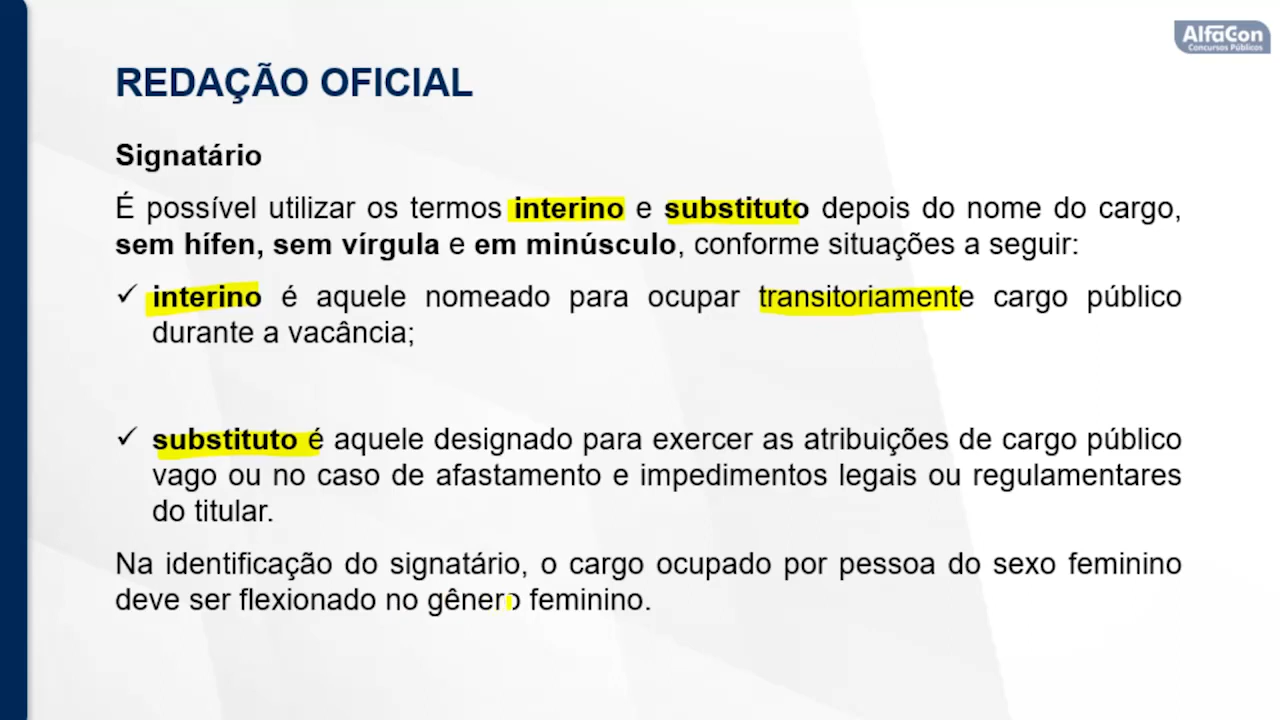 AlfaCon
Concursos Públicos
REDAÇÃO OFICIAL
Signatário
É possível utilizar os termos interino e substituto depois do nome do cargo,
sem hífen, sem vírgula e em minúsculo, conforme situações a seguir:
✓ interino é aquele nomeado para ocupar transitoriamente cargo público
durante a vacância;
✓ substituto é aquele designado para exercer as atribuições de cargo público
vago ou no caso de afastamento e impedimentos legais ou regulamentares
do titular.
Na identificação do signatário, o cargo ocupado por pessoa do sexo feminino
deve ser flexionado no gênero feminino.